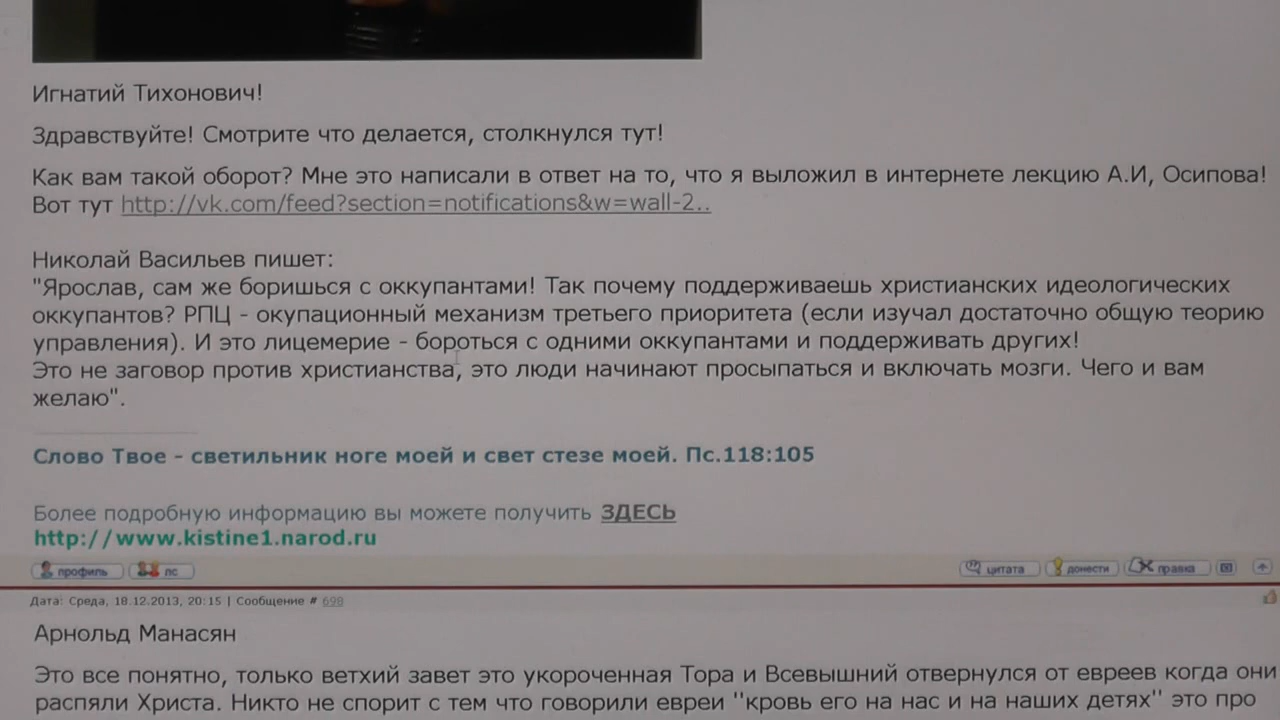 Игнатий Тихонович!
Здравствуйте! Смотрите что делается, столкнулся тут!
Как вам такой оборот? Мне это написали в ответ на то, что я выложил в интернете лекцию А.И, Осипова!
Вот тут http://vk.com/feed?section=notifications&w=wall-2..
Николай Васильев пишет:
"Ярослав, сам же боришься с оккупантами! Так почему поддерживаешь христианских идеологических
оккупантов? РПЦ - окупационный механизм третьего приоритета (если изучал достаточно общую теорию
управления). И это лицемерие - бороться с одними оккупантами и поддерживать других!
Это не заговор против христианства, это люди начинают просыпаться и включать мозги. Чего и вам
желаю".
Слово Твое - светильник ноге моей и свет стезе моей. Пс.118:105
Более подробную информацию вы можете получить ЗДЕСЬ
http://www.kistine1.narod.ru
профиль лс цитата донести правка
Дата: Среда, 18.12.2013, 20:15 | Сообщение # 698
Арнольд Манасян
Это все понятно, только ветхий завет это укороченная Тора и Всевышний отвернулся от евреев когда они
распяли Христа. Никто не спорит с тем что говорили евреи "кровь его на нас и на наших детях" это про